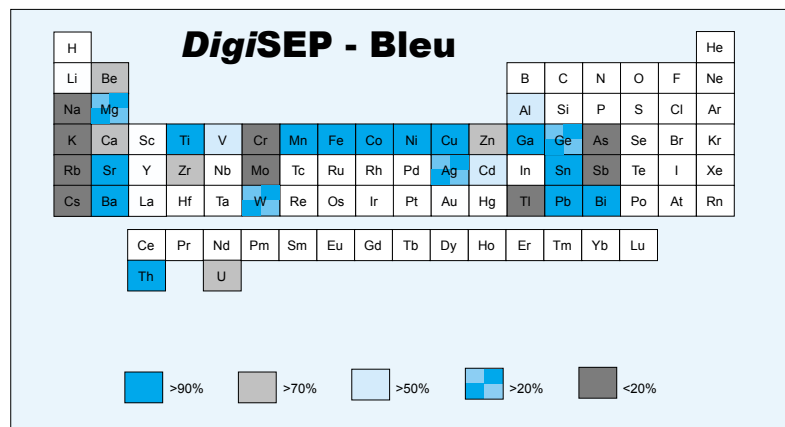 DigiSEP - Bleu
H He
Li Be B C N O F Ne
Na Mg Al Si P S Cl Ar
K Ca Sc Ti V Cr Mn Fe Co Ni Cu Zn Ga Ge As Se Br Kr
Rb Sr Y Zr Nb Mo Tc Ru Rh Pd Ag Cd In Sn Sb Te I Xe
Cs Ba La Hf Ta W Re Os Ir Pt Au Hg Tl Pb Bi Po At Rn
Ce Pr Nd Pm Sm Eu Gd Tb Dy Ho Er Tm Yb Lu
Th U
>90% >70% >50% >20% <20%